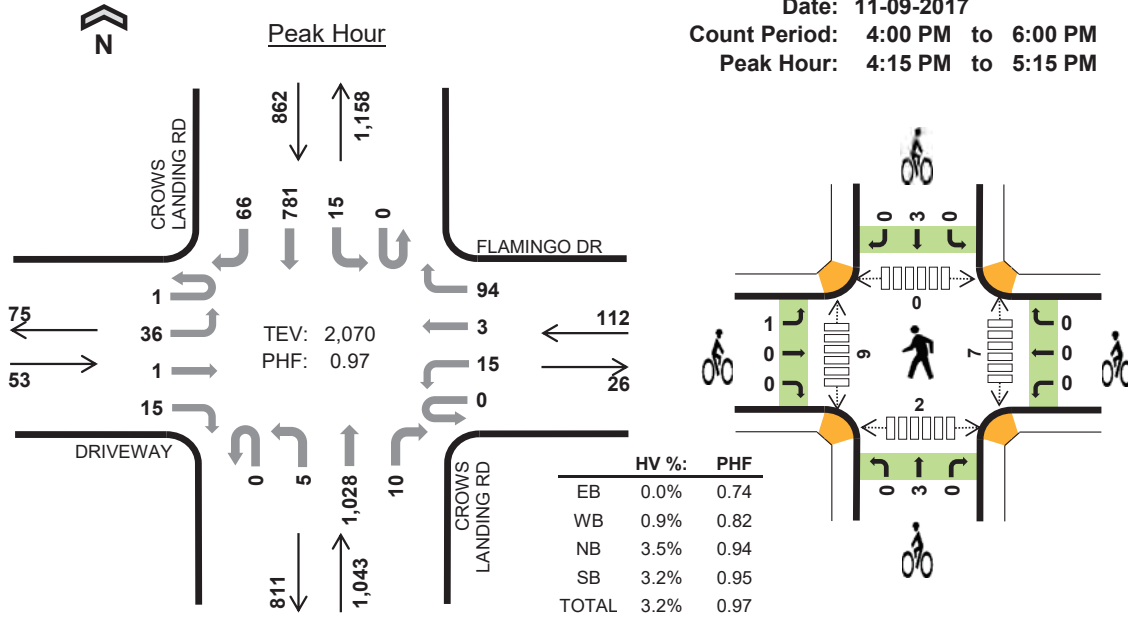 Date: 11-09-2017
Count Period: 4:00 PM to 6:00 PM
Peak Hour: 4:15 PM to 5:15 PM
N
Peak Hour
862
1,158
CROWS
LANDING RD
66
781
15
0
FLAMINGO DR
1
36
1
15
94
3
15
0
75
53
112
26
TEV: 2,070
PHF: 0.97
DRIVEWAY
0
5
1,028
10
CROWS
LANDING RD
811
1,043
HV %: PHF
EB 0.0% 0.74
WB 0.9% 0.82
NB 3.5% 0.94
SB 3.2% 0.95
TOTAL 3.2% 0.97
0 3 0
0
1
0
0
9
7
0
0
0
2
0 3 0